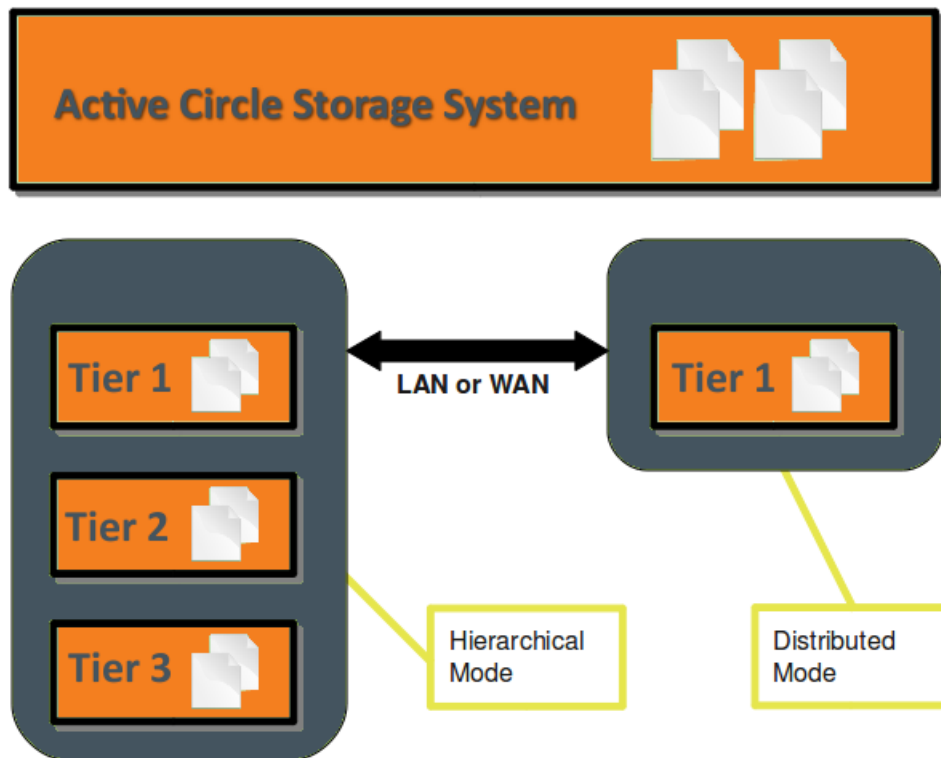 Active Circle Storage System
Tier 1
LAN or WAN
Tier 1
Tier 2
Tier 3
Hierarchical
Mode
Distributed
Mode